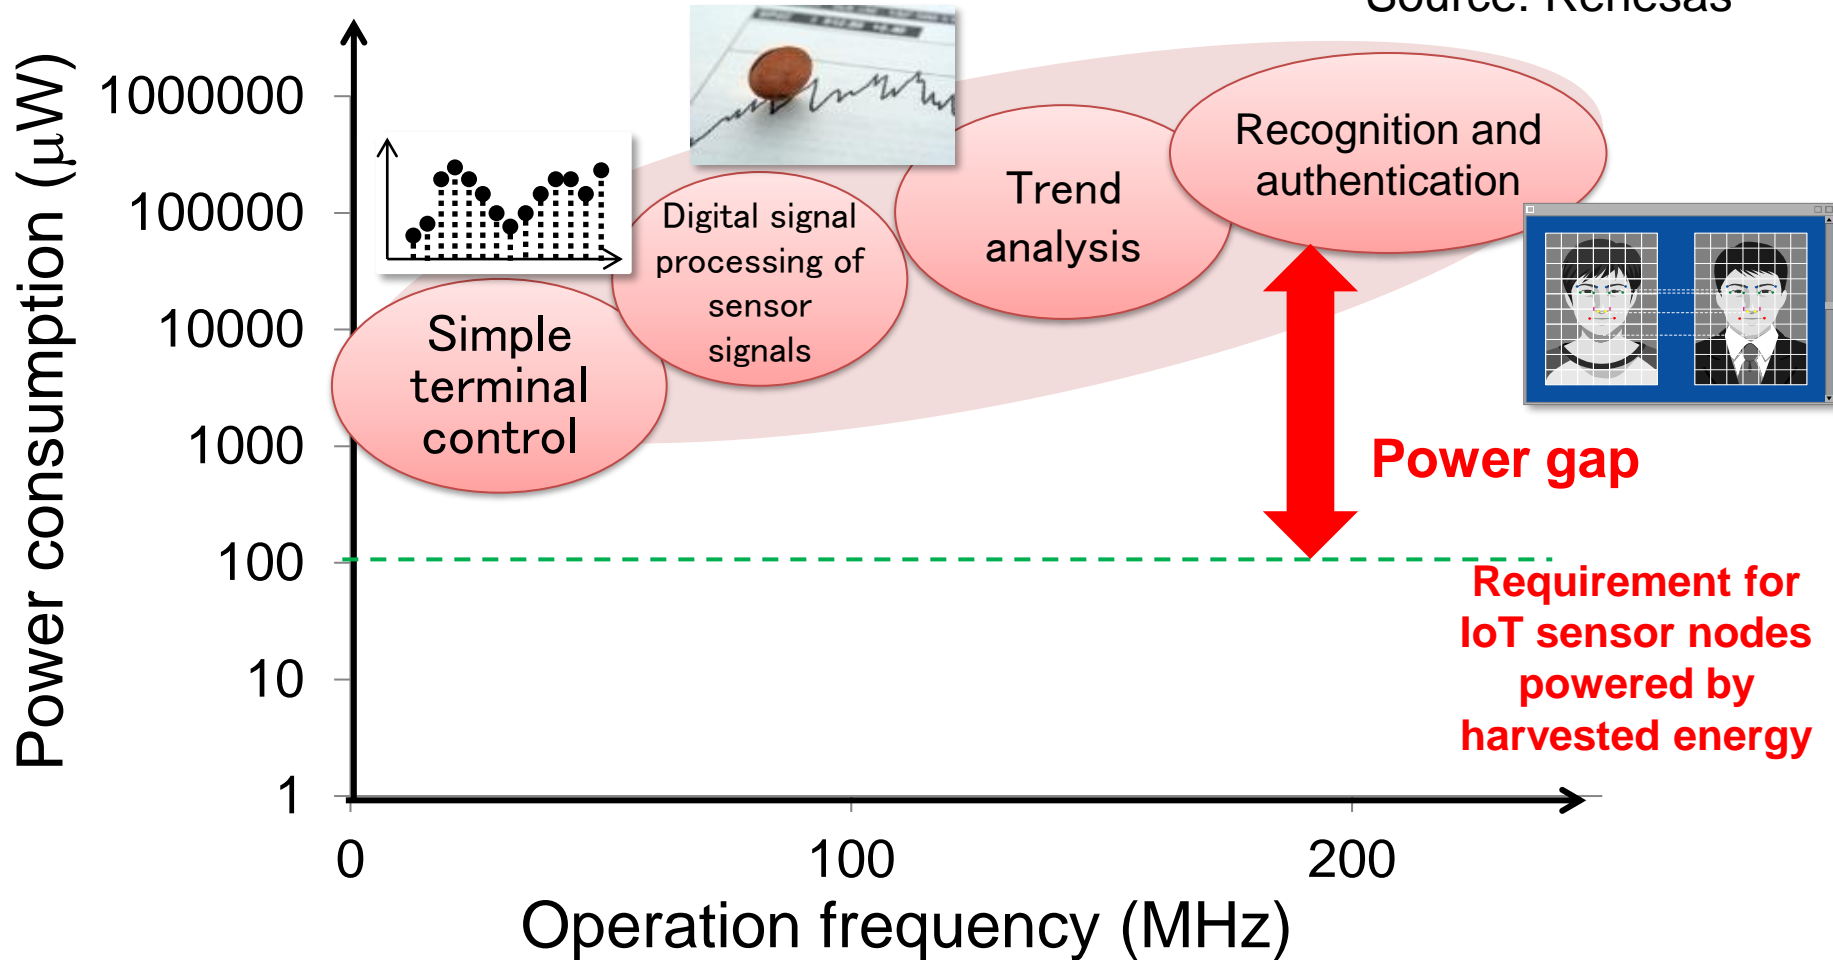 Source: Renesas
Power consumption (μW)
1000000
100000
10000
1000
100
10
1
Simple
terminal
control
Digital signal
processing of
sensor
signals
Trend
analysis
Recognition and
authentication
Power gap
Requirement for
IoT sensor nodes
powered by
harvested energy
0
100
200
Operation frequency (MHz)